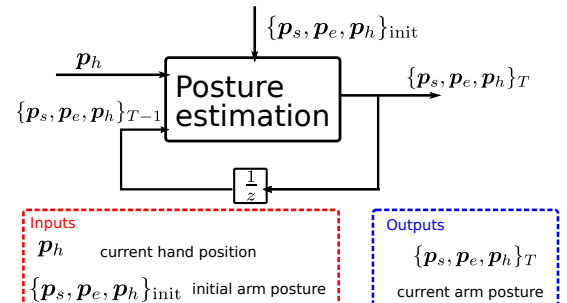 {p_s, p_e, p_h}_init
p_h
Posture
estimation
{p_s, p_e, p_h}_T
{p_s, p_e, p_h}_{T−1}
1/z
Inputs
p_h current hand position
{p_s, p_e, p_h}_init initial arm posture
Outputs
{p_s, p_e, p_h}_T
current arm posture